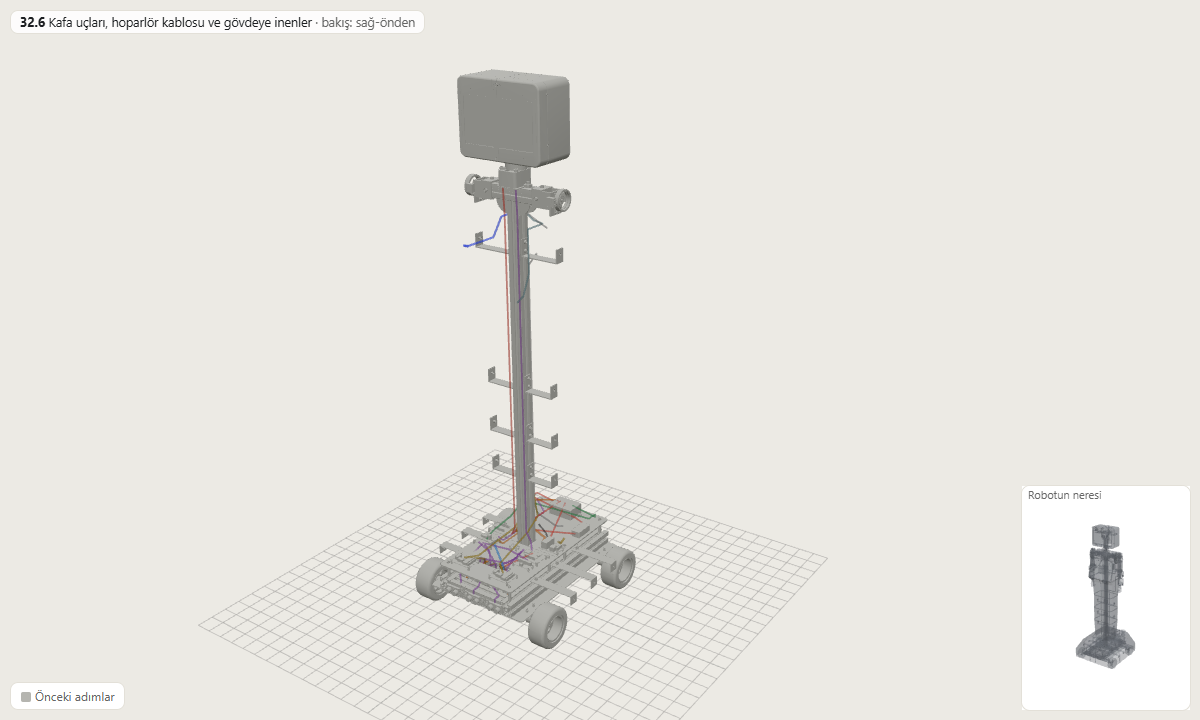 32.6 Kafa uçları, hoparlör kablosu ve gövdeye inenler · bakış: sağ-önden
Robotun neresi
Önceki adımlar